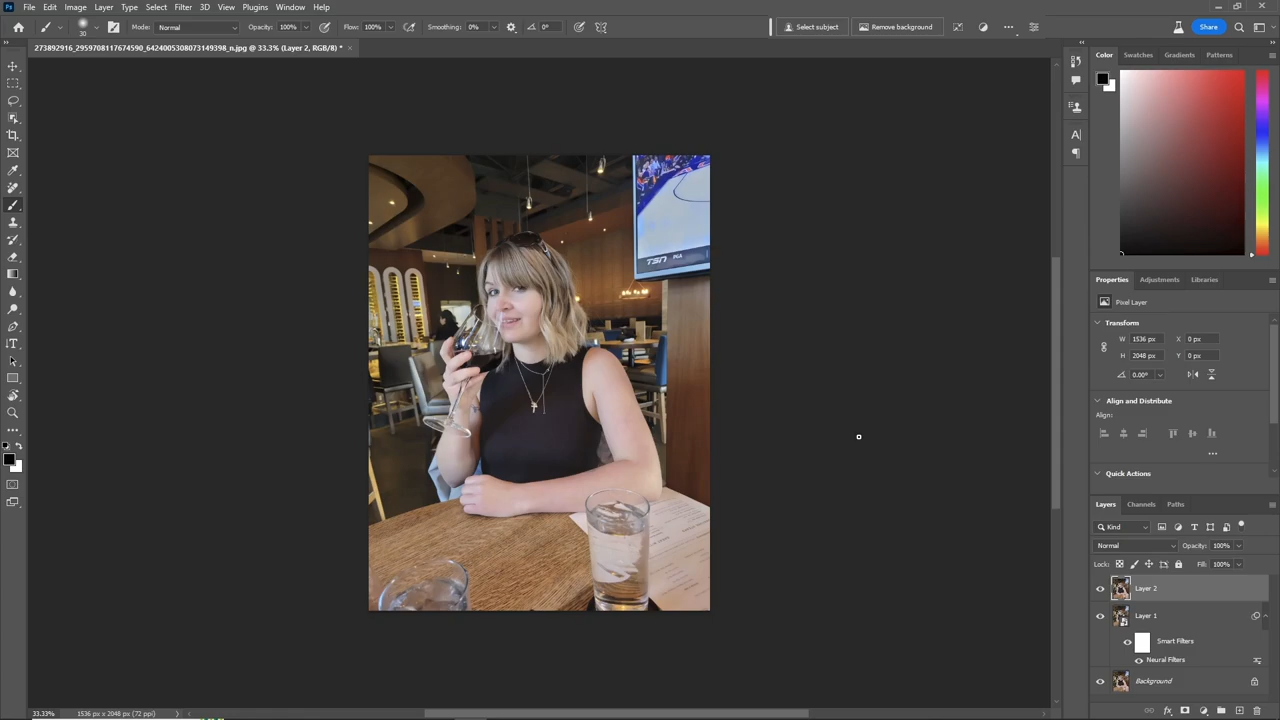 File Edit Image Layer Type Select Filter 3D View Plugins Window Help
30 Mode: Normal Opacity: 100% Flow: 100% Smoothing: 0% 0° Select subject Remove background Share
273892916_2959708117674590_6424005308073149398_n.jpg @ 33.3% (Layer 2, RGB/8) * ×
Color Swatches Gradients Patterns
TSN PGA
Properties Adjustments Libraries
Pixel Layer
Transform
W 1536 px X 0 px
H 2048 px Y 0 px
0.00°
Align and Distribute
Align:
Quick Actions
Layers Channels Paths
Kind
Normal Opacity: 100%
Lock: Fill: 100%
Layer 2
Layer 1
Smart Filters
Neural Filters
Background
33.33% 1536 px x 2048 px (72 ppi)